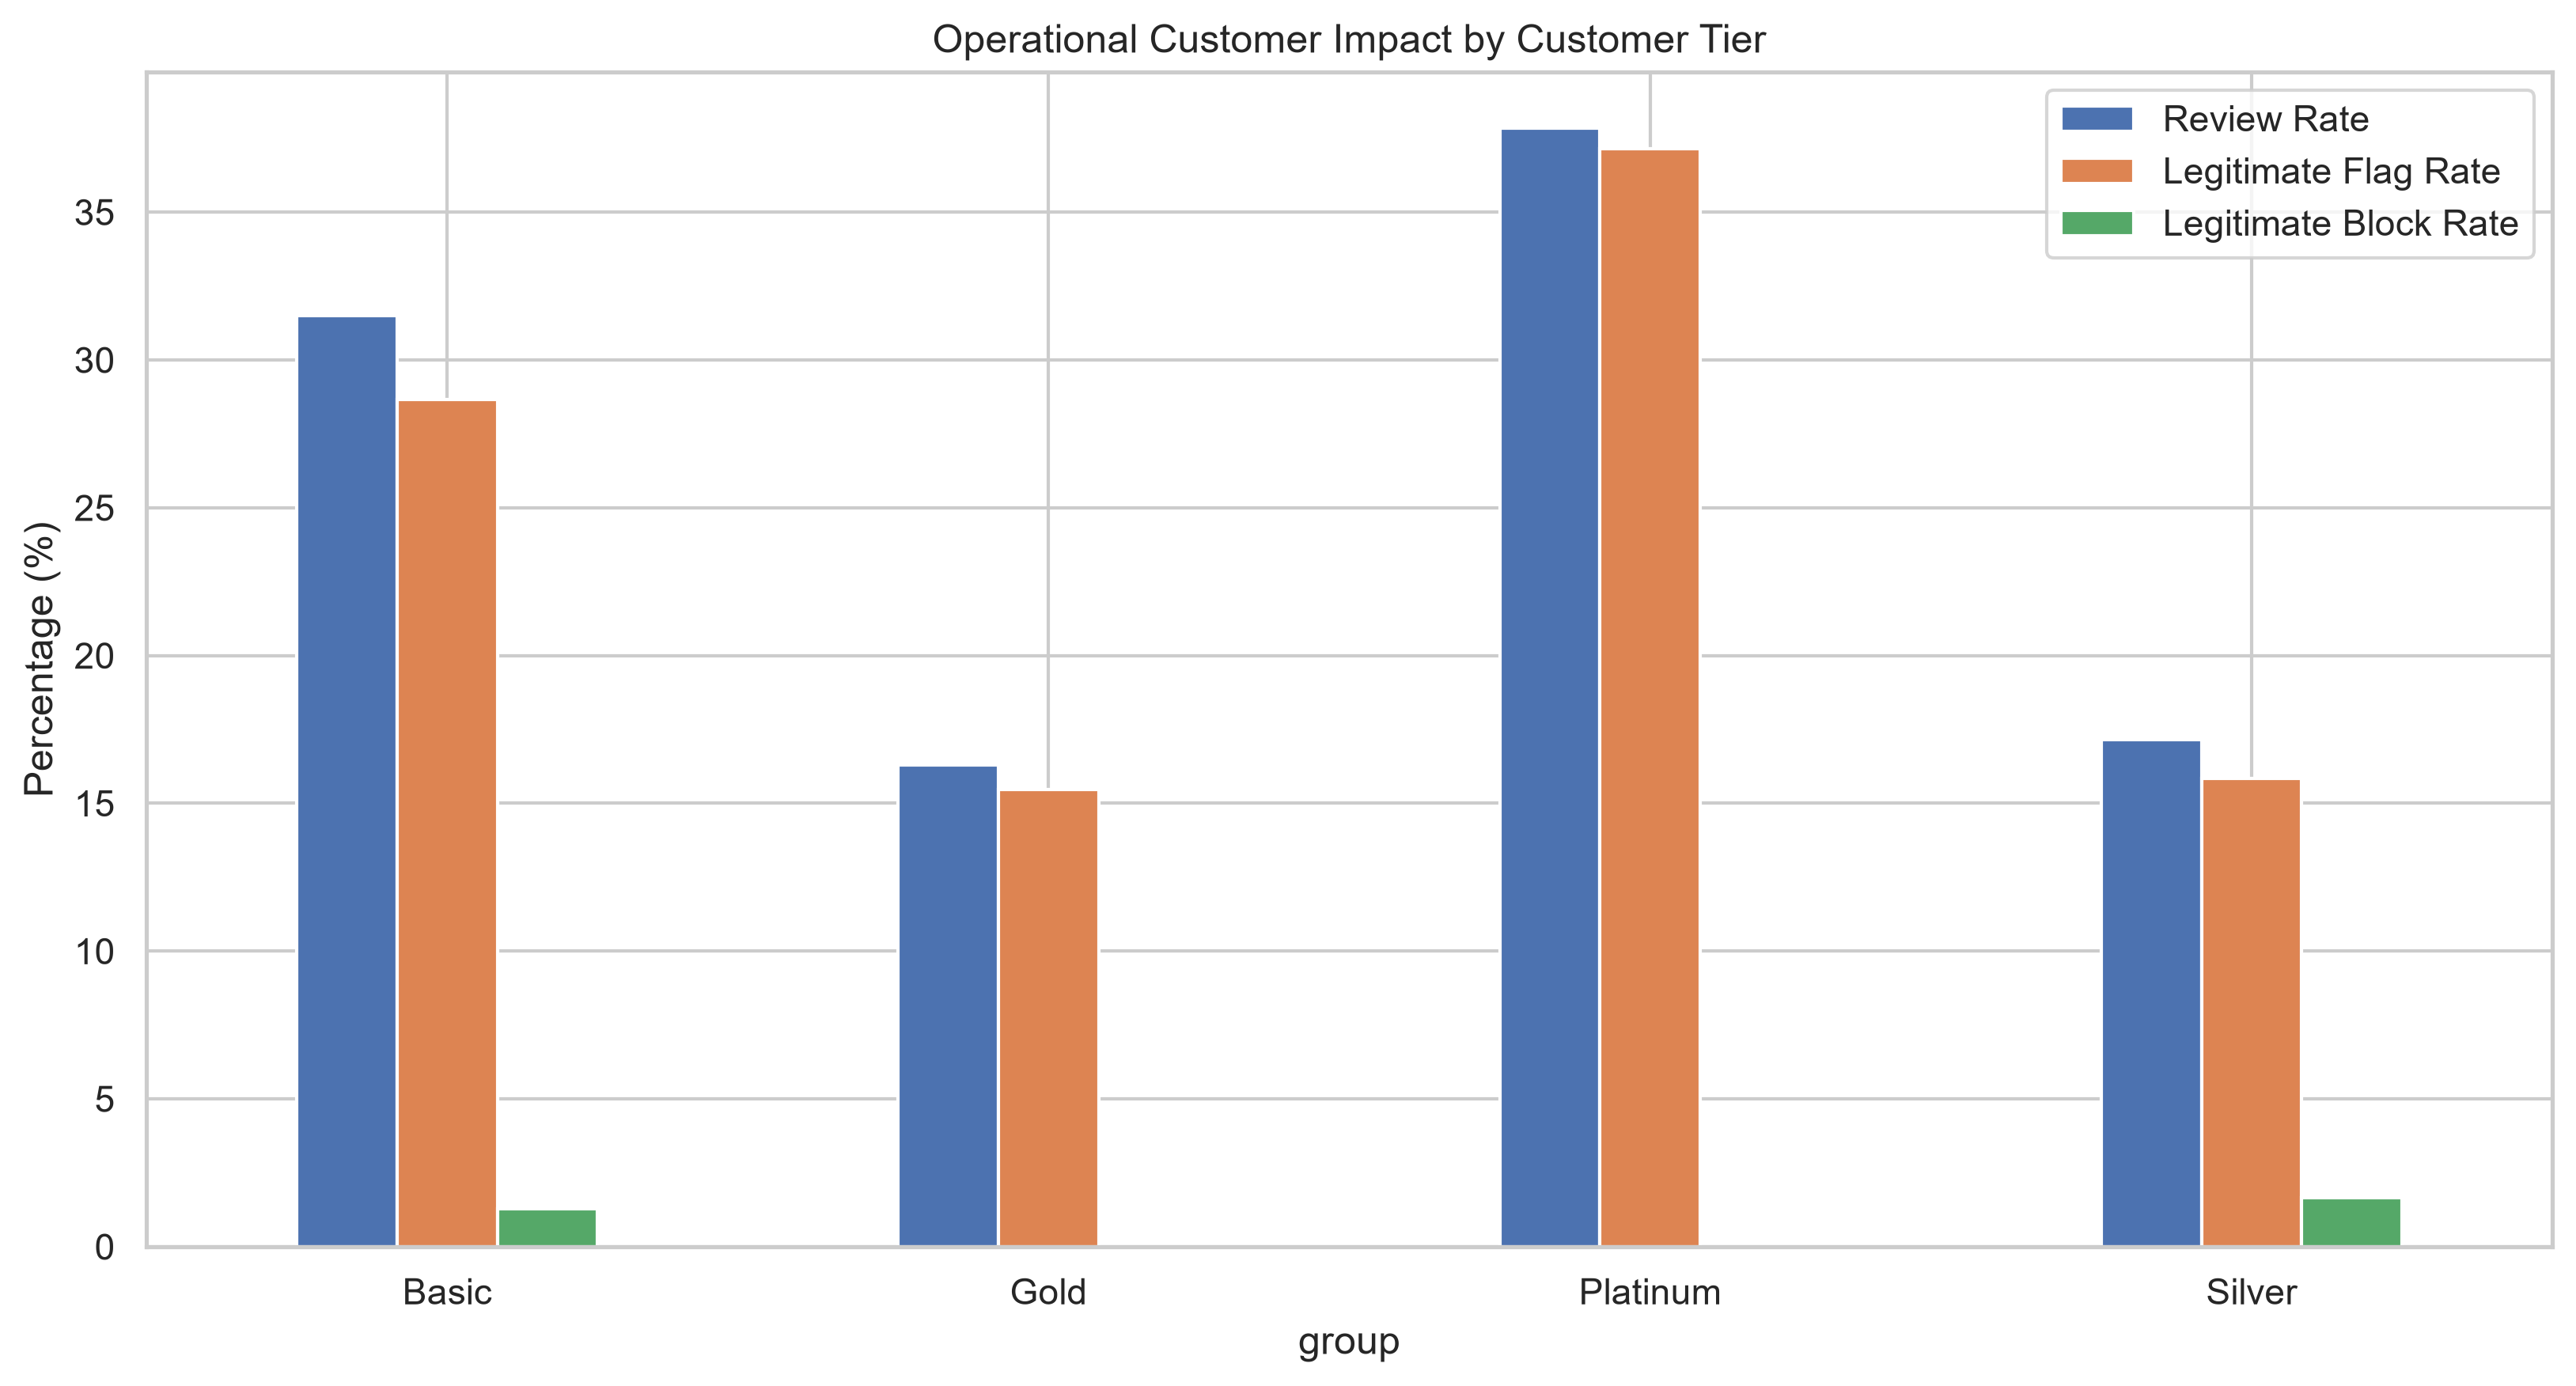 Operational Customer Impact by Customer Tier
Review Rate
Legitimate Flag Rate
Legitimate Block Rate
Percentage (%)
35
30
25
20
15
10
5
0
Basic
Gold
Platinum
Silver
group